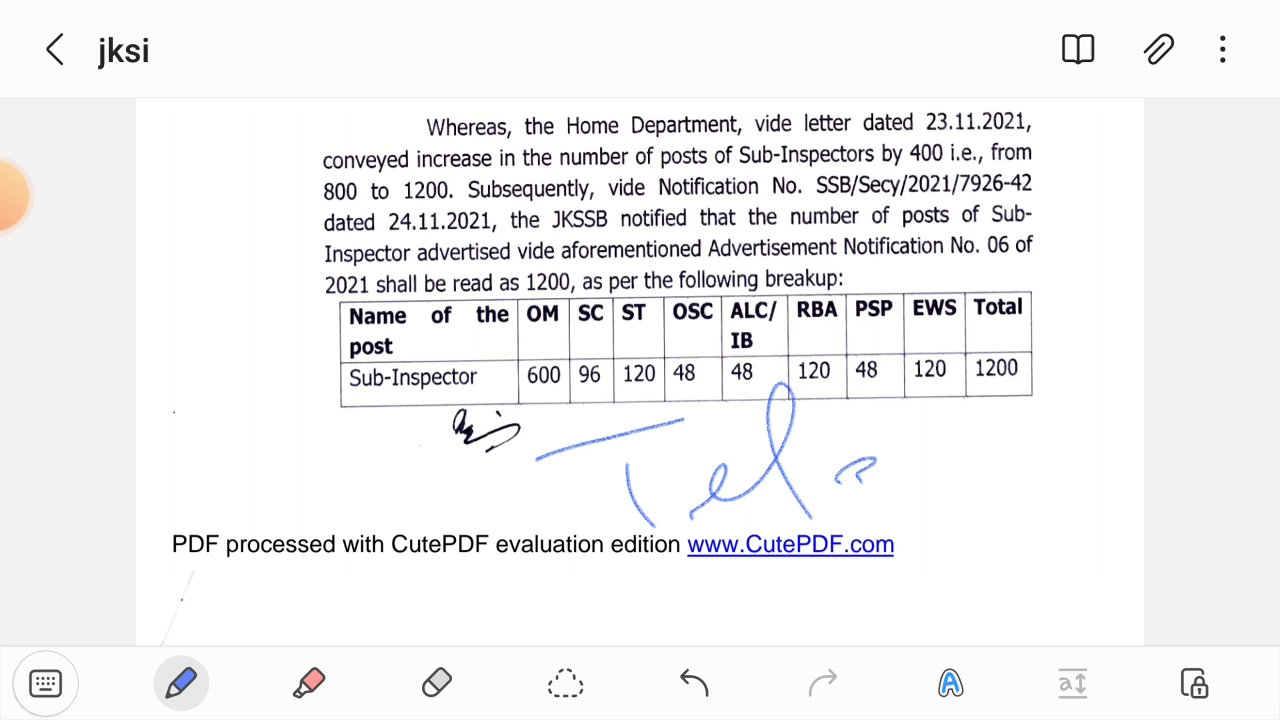 jksi
Whereas, the Home Department, vide letter dated 23.11.2021,
conveyed increase in the number of posts of Sub-Inspectors by 400 i.e., from
800 to 1200. Subsequently, vide Notification No. SSB/Secy/2021/7926-42
dated 24.11.2021, the JKSSB notified that the number of posts of Sub-
Inspector advertised vide aforementioned Advertisement Notification No. 06 of
2021 shall be read as 1200, as per the following breakup:
Name of the post OM SC ST OSC ALC/ IB RBA PSP EWS Total
Sub-Inspector 600 96 120 48 48 120 48 120 1200
PDF processed with CutePDF evaluation edition www.CutePDF.com